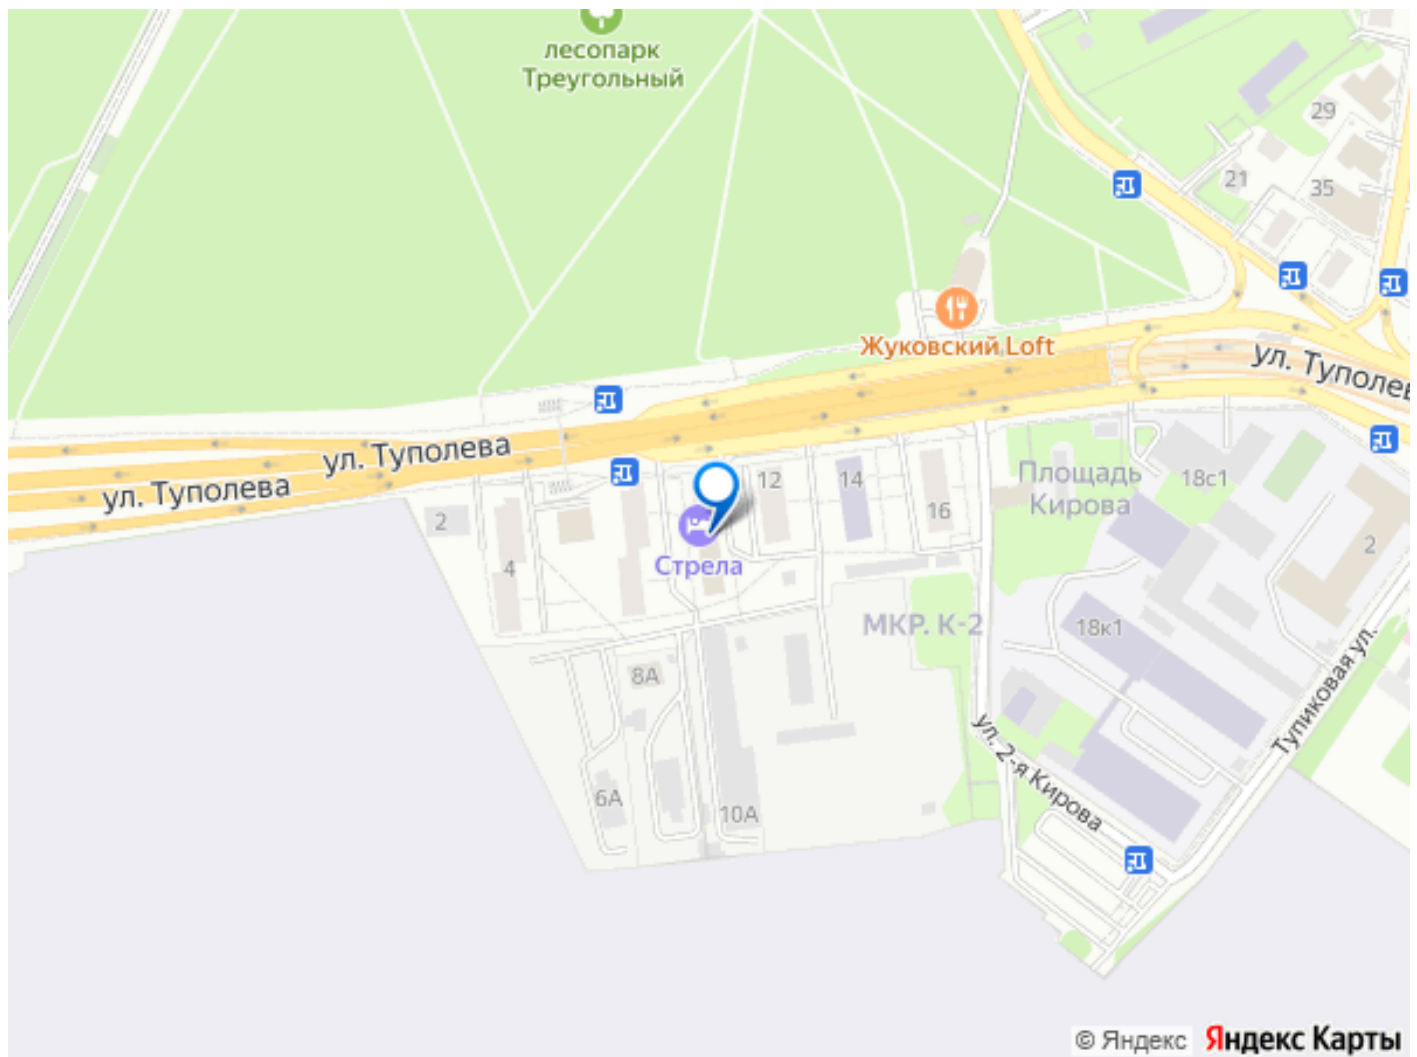 лесопарк
Треугольный
29
21
35
Жуковский Loft
ул. Туполев
ул. Туполева
ул. Туполева
2
4
Стрела
12
14
16
Площадь
Кирова
18с1
2
МКР. К-2
18к1
8А
6А
10А
ул. 2-я Кирова
Тупиковая ул.
© Яндекс
Яндекс Карты